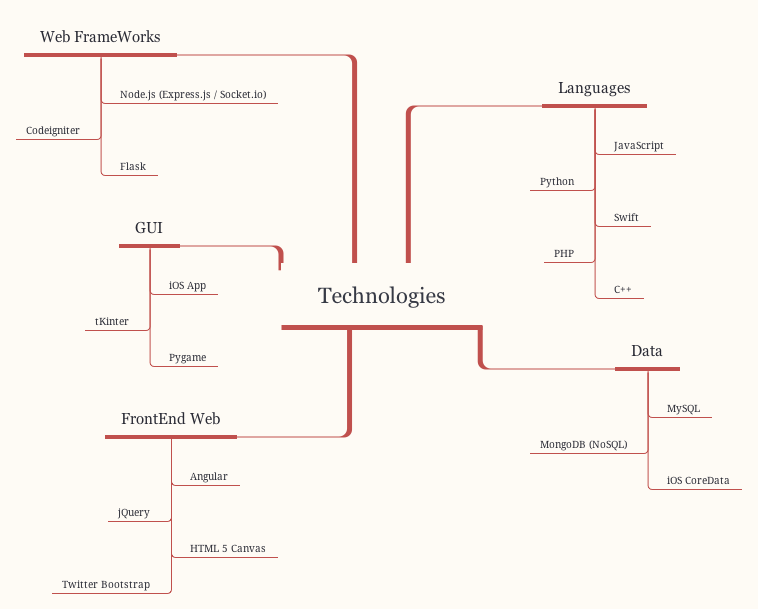 Web FrameWorks
Node.js (Express.js / Socket.io)
Codeigniter
Flask
Languages
JavaScript
Python
Swift
PHP
C++
GUI
iOS App
tKinter
Pygame
Technologies
Data
MySQL
MongoDB (NoSQL)
iOS CoreData
FrontEnd Web
Angular
jQuery
HTML 5 Canvas
Twitter Bootstrap